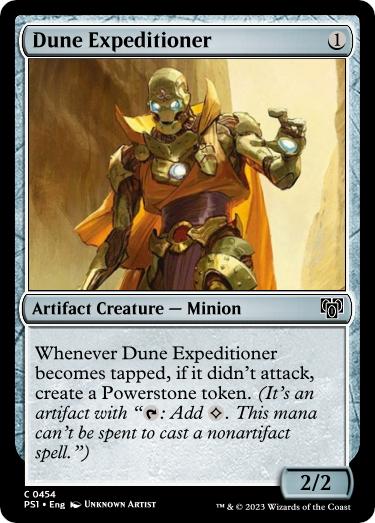 Dune Expeditioner 1
Artifact Creature — Minion
Whenever Dune Expeditioner
becomes tapped, if it didn't attack,
create a Powerstone token. (It's an
artifact with “: Add . This mana
can't be spent to cast a nonartifact
spell.”)
2/2
C 0454
PS1 • Eng Unknown Artist
™ & © 2023 Wizards of the Coast